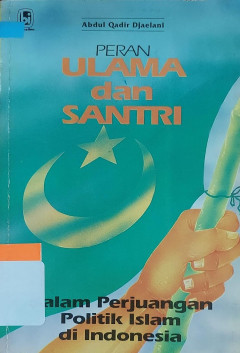 Abdul Qadir Djaelani
PERAN
ULAMA
dan
SANTRI
alam Perjuangan
Politik Islam
di Indonesia